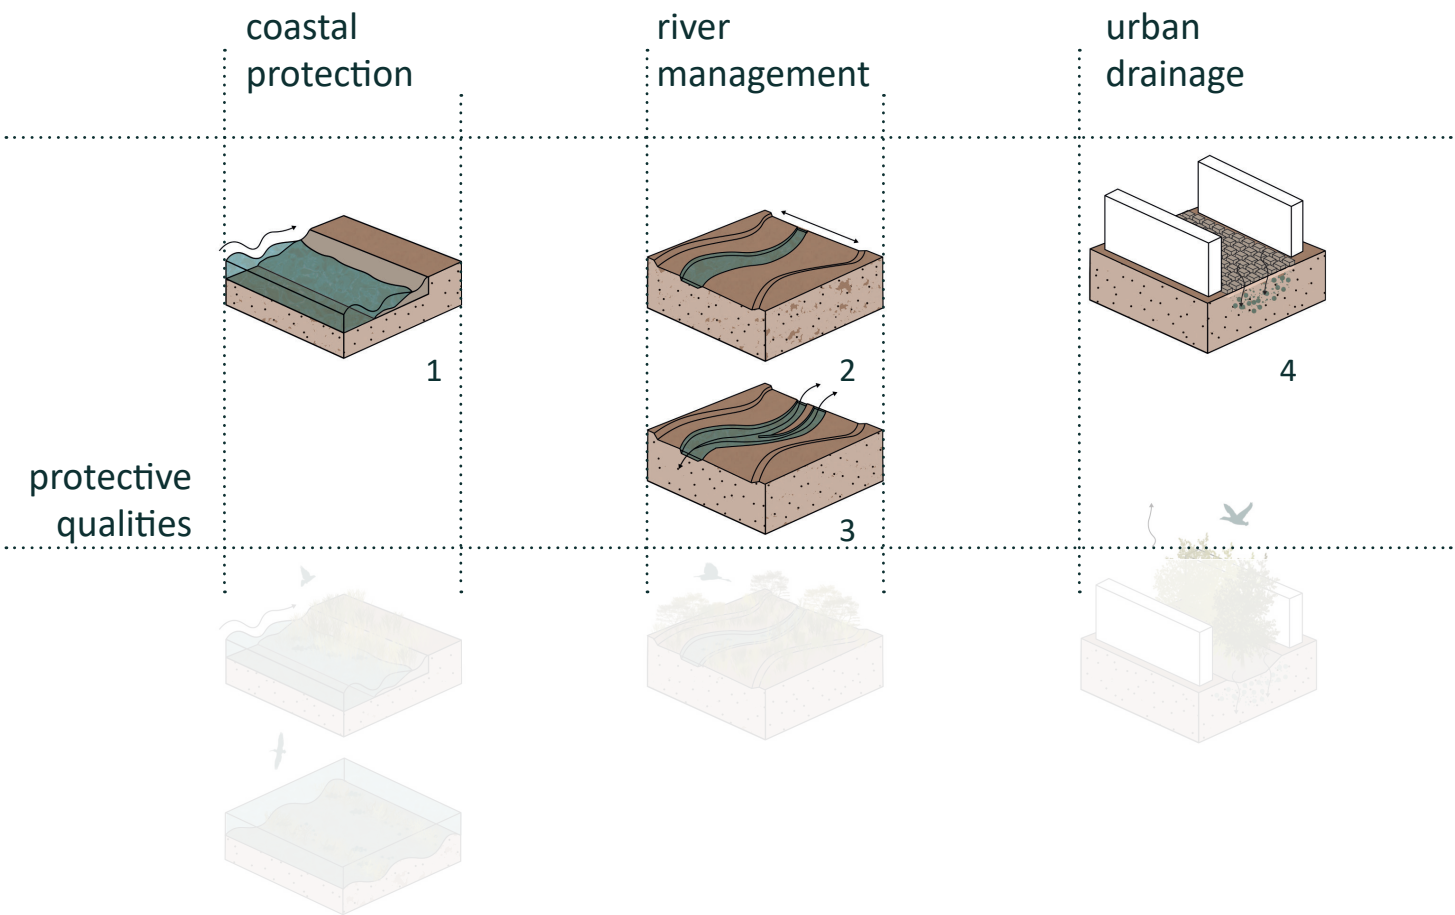 coastal
protection
river
management
urban
drainage
1
2
4
3
protective
qualities